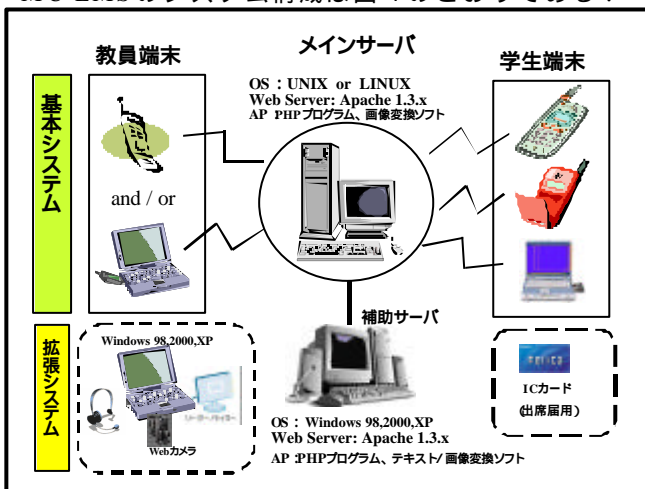 教員端末
メインサーバ
学生端末
基本システム
OS：UNIX or LINUX
Web Server: Apache 1.3.x
AP PHPプログラム、画像変換ソフト
and / or
拡張システム
Windows 98,2000,XP
Webカメラ
補助サーバ
OS：Windows 98,2000,XP
Web Server: Apache 1.3.x
AP：PHPプログラム、テキスト/画像変換ソフト
ICカード
(出席届用)